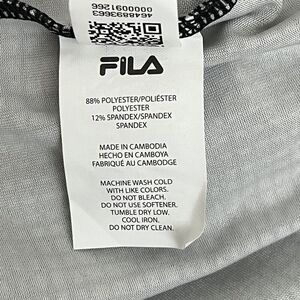 4648893663
0000091266
FILA
88% POLYESTER/POLIÉSTER
POLYESTER
12% SPANDEX/SPANDEX
SPANDEX
MADE IN CAMBODIA
HECHO EN CAMBOYA
FABRIQUÉ AU CAMBODGE
MACHINE WASH COLD
WITH LIKE COLORS.
DO NOT BLEACH.
DO NOT USE SOFTENER.
TUMBLE DRY LOW.
COOL IRON.
DO NOT DRY CLEAN.